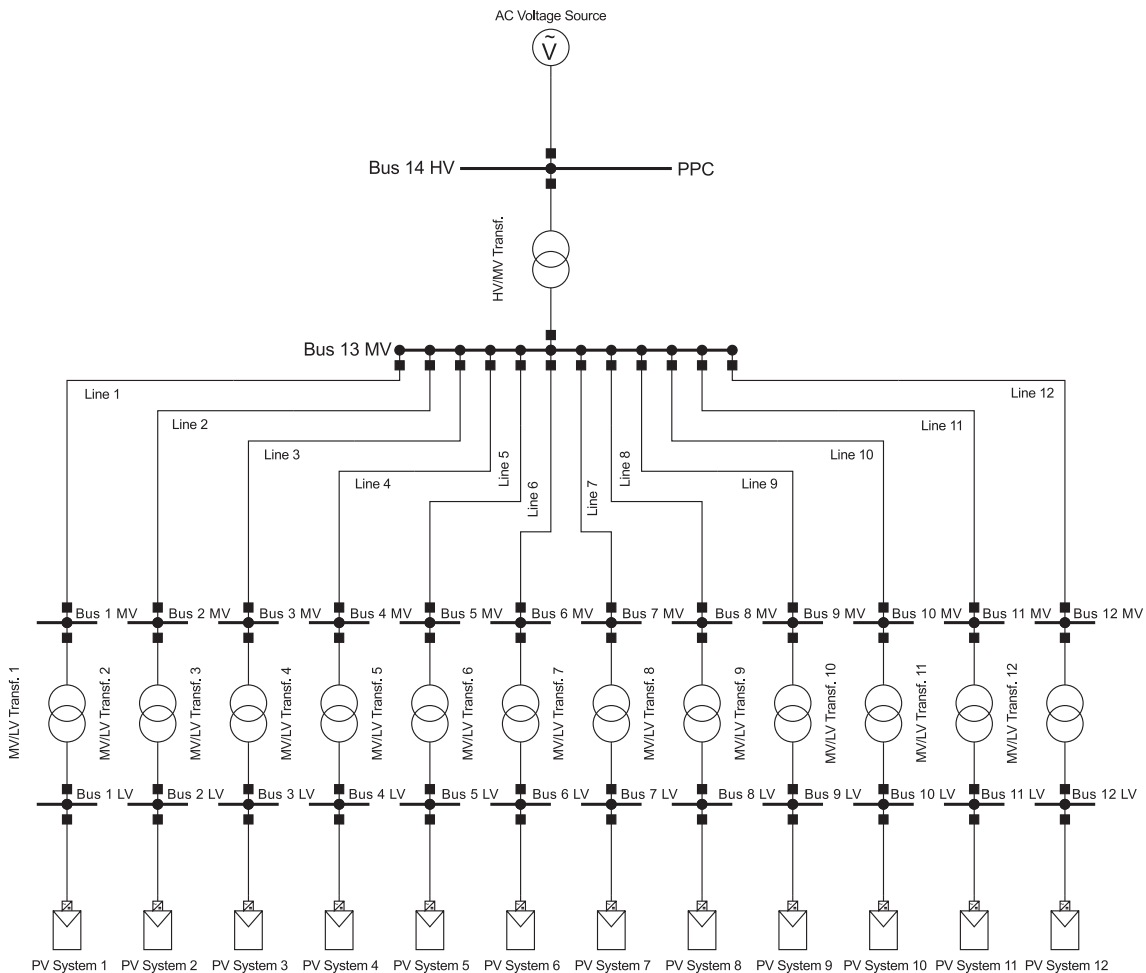 AC Voltage Source
Ṽ
Bus 14 HV
PPC
HV/MV Transf.
Bus 13 MV
Line 1
Line 2
Line 3
Line 4
Line 5
Line 6
Line 7
Line 8
Line 9
Line 10
Line 11
Line 12
Bus 1 MV
Bus 2 MV
Bus 3 MV
Bus 4 MV
Bus 5 MV
Bus 6 MV
Bus 7 MV
Bus 8 MV
Bus 9 MV
Bus 10 MV
Bus 11 MV
Bus 12 MV
MV/LV Transf. 1
MV/LV Transf. 2
MV/LV Transf. 3
MV/LV Transf. 4
MV/LV Transf. 5
MV/LV Transf. 6
MV/LV Transf. 7
MV/LV Transf. 8
MV/LV Transf. 9
MV/LV Transf. 10
MV/LV Transf. 11
MV/LV Transf. 12
Bus 1 LV
Bus 2 LV
Bus 3 LV
Bus 4 LV
Bus 5 LV
Bus 6 LV
Bus 7 LV
Bus 8 LV
Bus 9 LV
Bus 10 LV
Bus 11 LV
Bus 12 LV
PV System 1
PV System 2
PV System 3
PV System 4
PV System 5
PV System 6
PV System 7
PV System 8
PV System 9
PV System 10
PV System 11
PV System 12